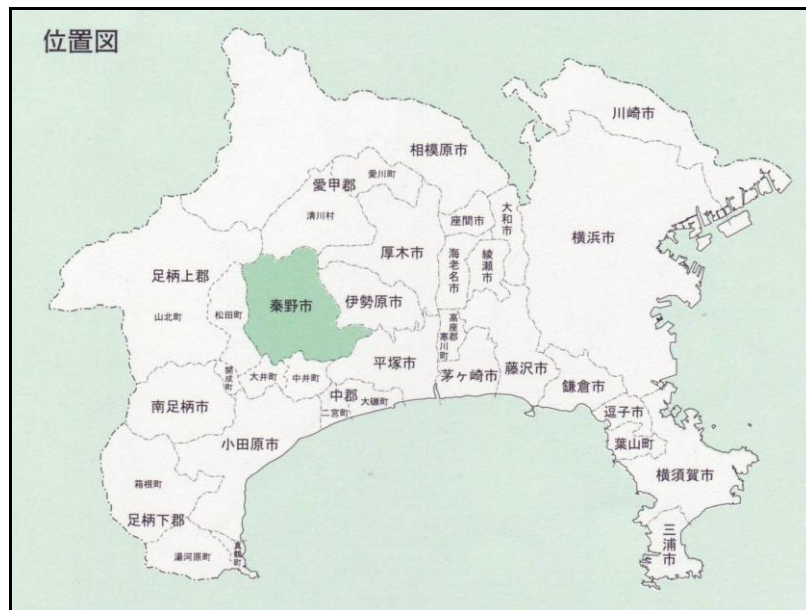 位置図
川崎市
相模原市
愛甲郡
愛川町
清川村
座間市
大和市
横浜市
厚木市
海老名市
綾瀬市
足柄上郡
山北町
松田町
秦野市
伊勢原市
高座郡
寒川町
平塚市
茅ヶ崎市
藤沢市
鎌倉市
開成町
大井町
中井町
中郡
二宮町
大磯町
南足柄市
小田原市
逗子市
葉山町
横須賀市
箱根町
足柄下郡
湯河原町
真鶴町
三浦市